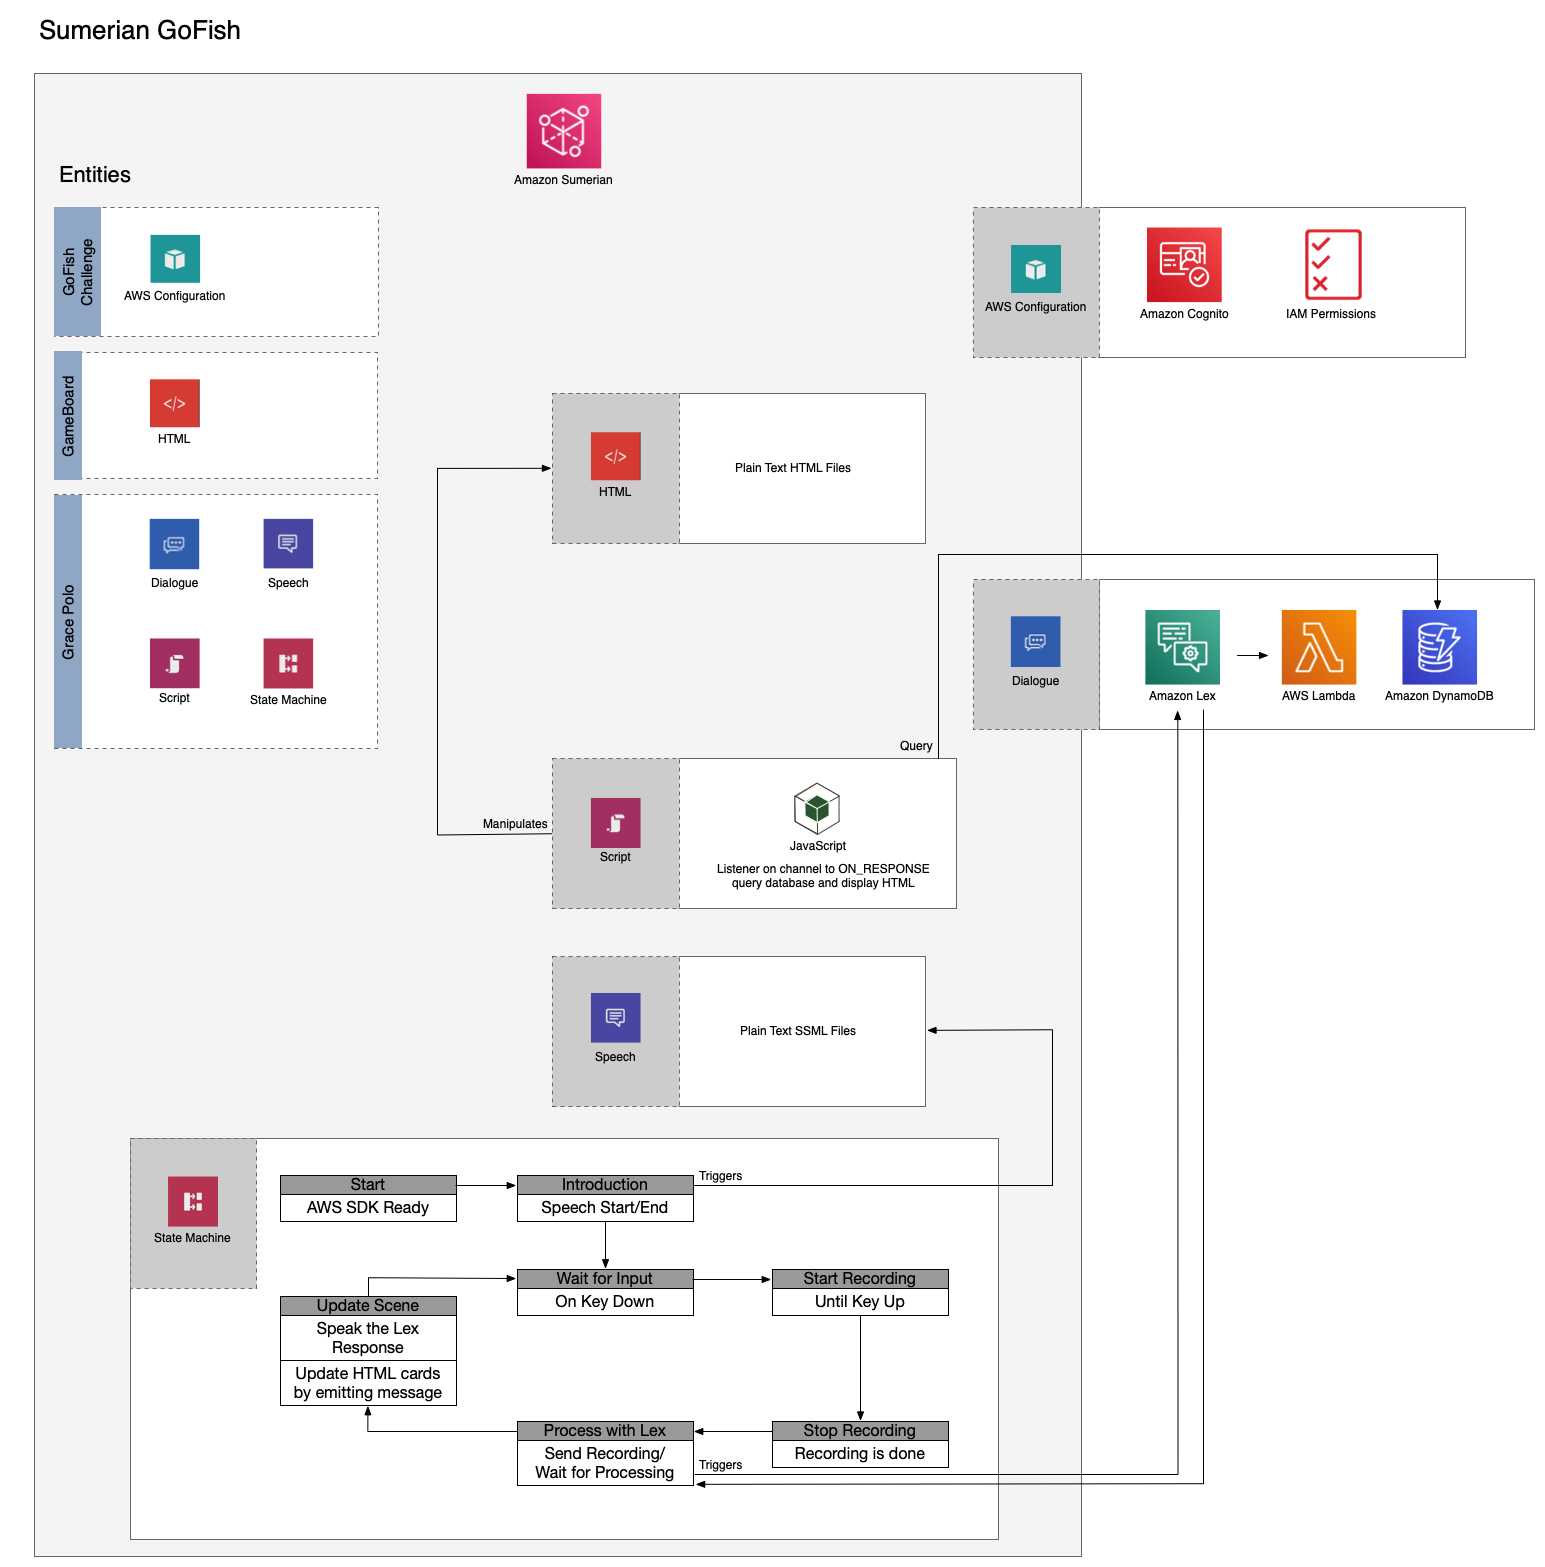 Sumerian GoFish
Amazon Sumerian
Entities
GoFish
Challenge
AWS Configuration
GameBoard
HTML
Grace Polo
Dialogue
Speech
Script
State Machine
AWS Configuration
Amazon Cognito
IAM Permissions
HTML
Plain Text HTML Files
Dialogue
Amazon Lex
AWS Lambda
Amazon DynamoDB
Query
Manipulates
Script
JavaScript
Listener on channel to ON_RESPONSE
query database and display HTML
Speech
Plain Text SSML Files
State Machine
Start
AWS SDK Ready
Introduction
Speech Start/End
Triggers
Wait for Input
On Key Down
Start Recording
Until Key Up
Update Scene
Speak the Lex
Response
Update HTML cards
by emitting message
Process with Lex
Send Recording/
Wait for Processing
Stop Recording
Recording is done
Triggers